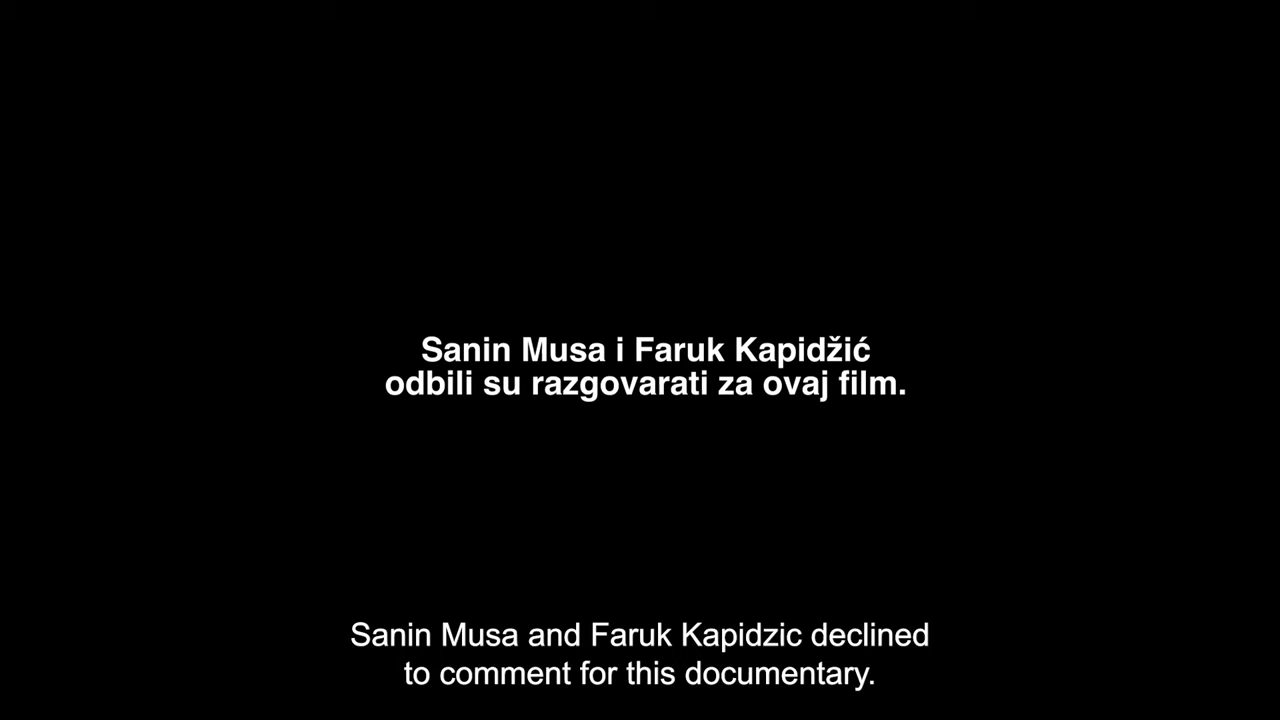 Sanin Musa i Faruk Kapidžić
odbili su razgovarati za ovaj film.
Sanin Musa and Faruk Kapidzic declined
to comment for this documentary.